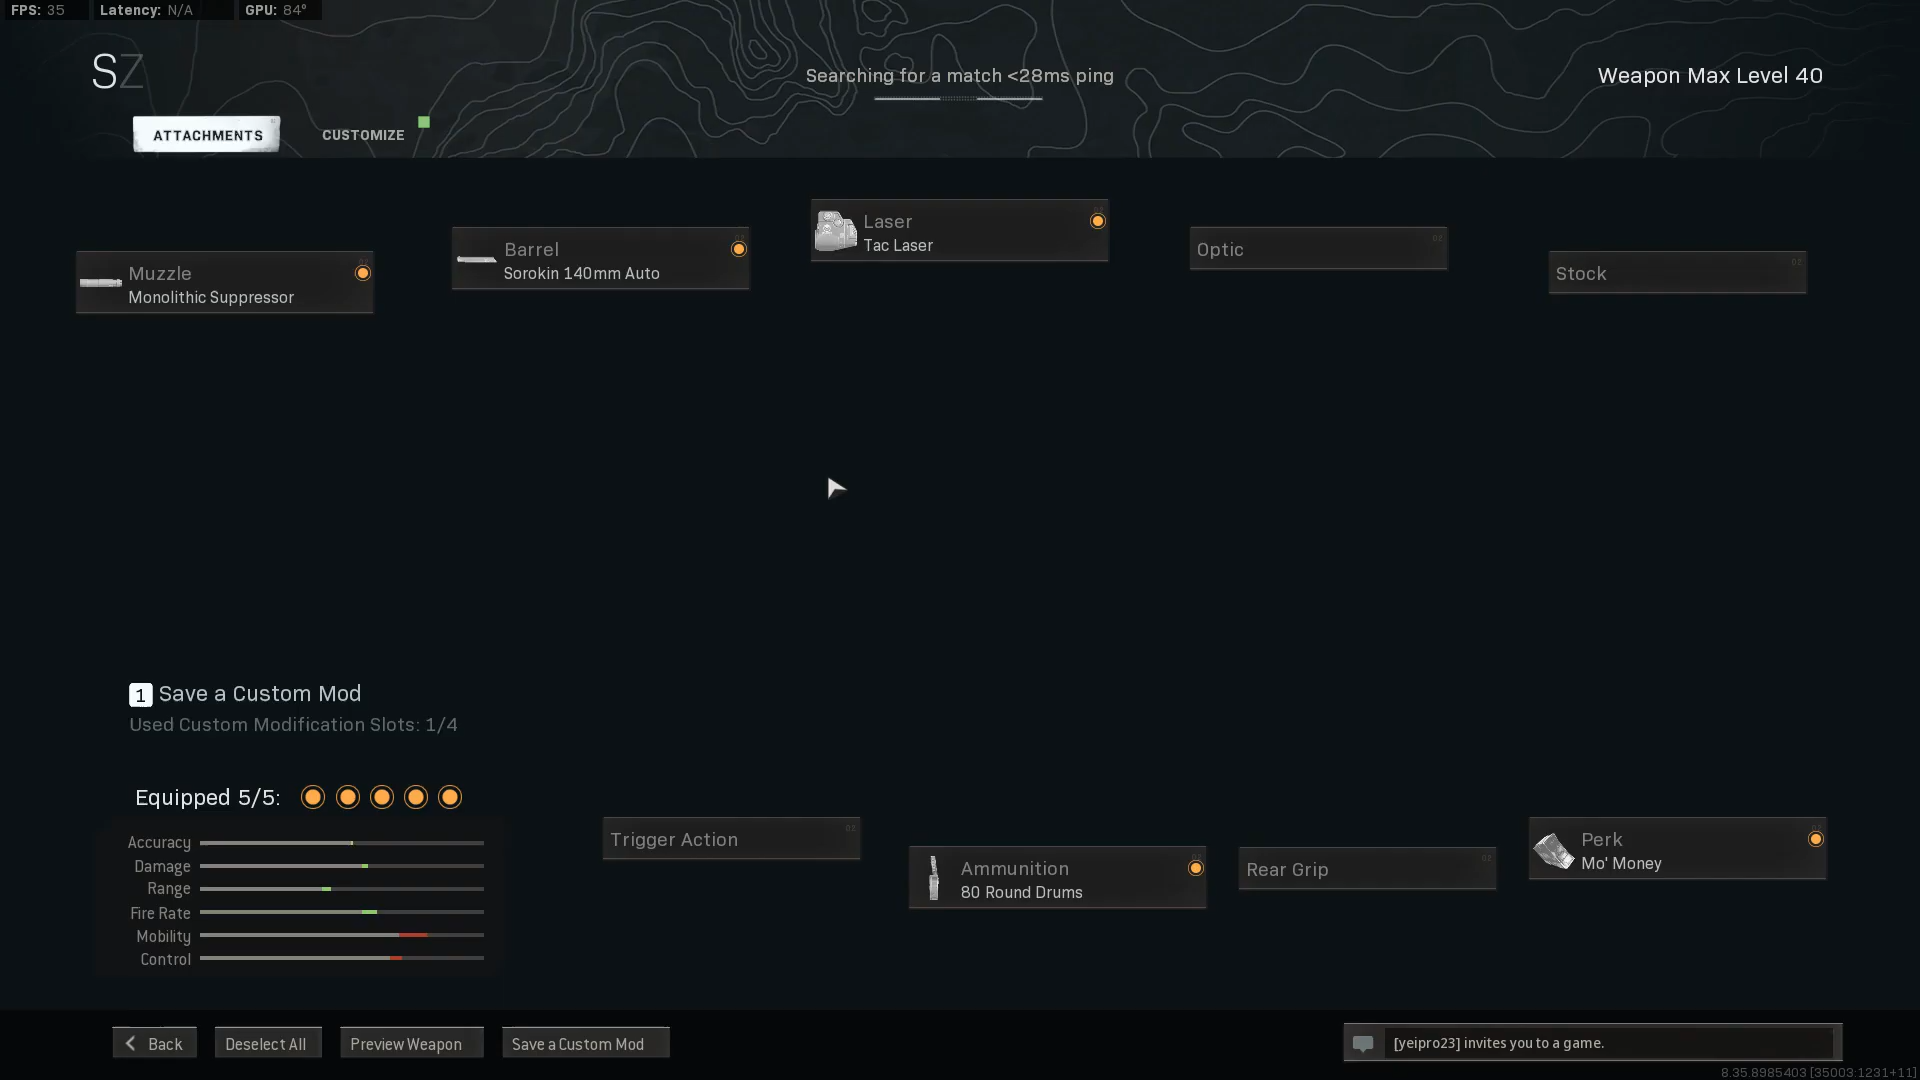 FPS: 35 Latency: N/A GPU: 84°
SZ
Searching for a match <28ms ping
Weapon Max Level 40
ATTACHMENTS
CUSTOMIZE
Muzzle
Monolithic Suppressor
Barrel
Sorokin 140mm Auto
Laser
Tac Laser
Optic
Stock
1 Save a Custom Mod
Used Custom Modification Slots: 1/4
Equipped 5/5:
Accuracy
Damage
Range
Fire Rate
Mobility
Control
Trigger Action
Ammunition
80 Round Drums
Rear Grip
Perk
Mo' Money
Back
Deselect All
Preview Weapon
Save a Custom Mod
[yeipro23] invites you to a game.
8.35.8985403 [35003:1231+11]